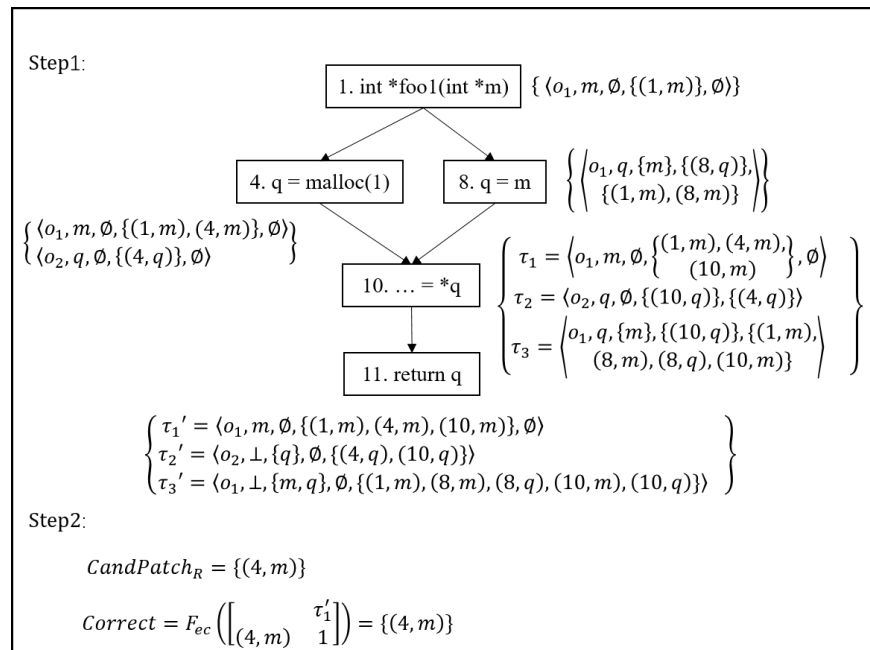 Step1:
1. int *foo1(int *m)
{ ⟨o₁, m, ∅, {(1, m)}, ∅⟩}
4. q = malloc(1)
8. q = m
{⟨o₁, q, {m}, {(8, q)},
{(1, m), (8, m)}⟩}
{⟨o₁, m, ∅, {(1, m), (4, m)}, ∅⟩
⟨o₂, q, ∅, {(4, q)}, ∅⟩}
10. … = *q
τ₁ = ⟨o₁, m, ∅, {(1, m), (4, m),
(10, m)}, ∅⟩
τ₂ = ⟨o₂, q, ∅, {(10, q)}, {(4, q)}⟩
τ₃ = ⟨o₁, q, {m}, {(10, q)}, {(1, m),
(8, m), (8, q), (10, m)}⟩
11. return q
τ₁′ = ⟨o₁, m, ∅, {(1, m), (4, m), (10, m)}, ∅⟩
τ₂′ = ⟨o₂, ⊥, {q}, ∅, {(4, q), (10, q)}⟩
τ₃′ = ⟨o₁, ⊥, {m, q}, ∅, {(1, m), (8, m), (8, q), (10, m), (10, q)}⟩
Step2:
CandPatch_R = {(4, m)}
τ₁′
Correct = F_ec([(4, m) 1]) = {(4, m)}